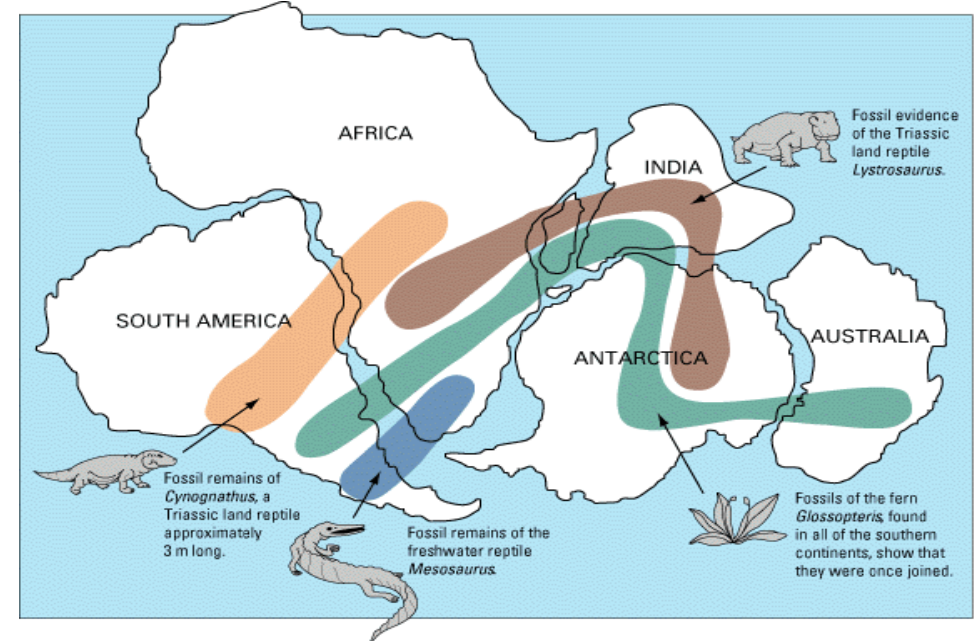 AFRICA
INDIA
Fossil evidence
of the Triassic
land reptile
Lystrosaurus.
SOUTH AMERICA
ANTARCTICA
AUSTRALIA
Fossil remains of
Cynognathus, a
Triassic land reptile
approximately
3 m long.
Fossil remains of the
freshwater reptile
Mesosaurus.
Fossils of the fern
Glossopteris, found
in all of the southern
continents, show that
they were once joined.